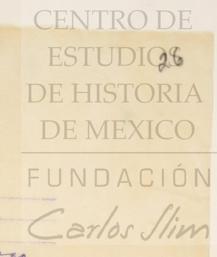 CENTRO DE
ESTUDIOS
28
DE HISTORIA
DE MEXICO
FUNDACIÓN
Carlos Slim